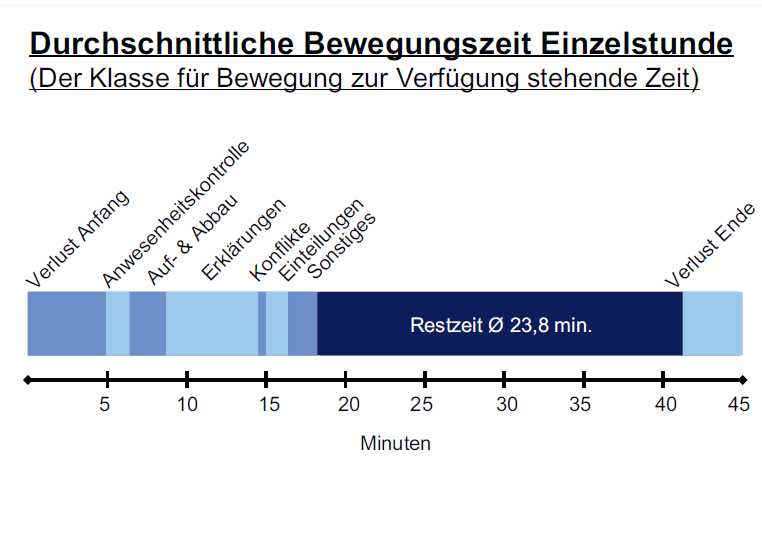 Durchschnittliche Bewegungszeit Einzelstunde
(Der Klasse für Bewegung zur Verfügung stehende Zeit)
Verlust Anfang
Anwesenheitskontrolle
Auf- & Abbau
Erklärungen
Konflikte
Einteilungen
Sonstiges
Verlust Ende
Restzeit Ø 23,8 min.
5 10 15 20 25 30 35 40 45
Minuten